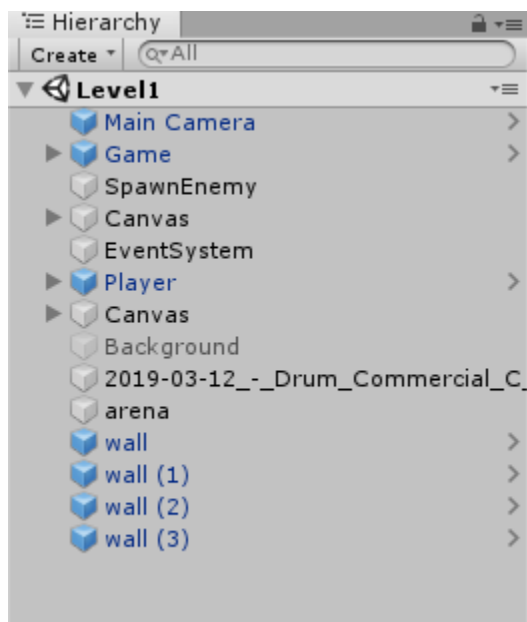 Hierarchy
Create All
Level1
Main Camera
Game
SpawnEnemy
Canvas
EventSystem
Player
Canvas
Background
2019-03-12_-_Drum_Commercial_C_
arena
wall
wall (1)
wall (2)
wall (3)